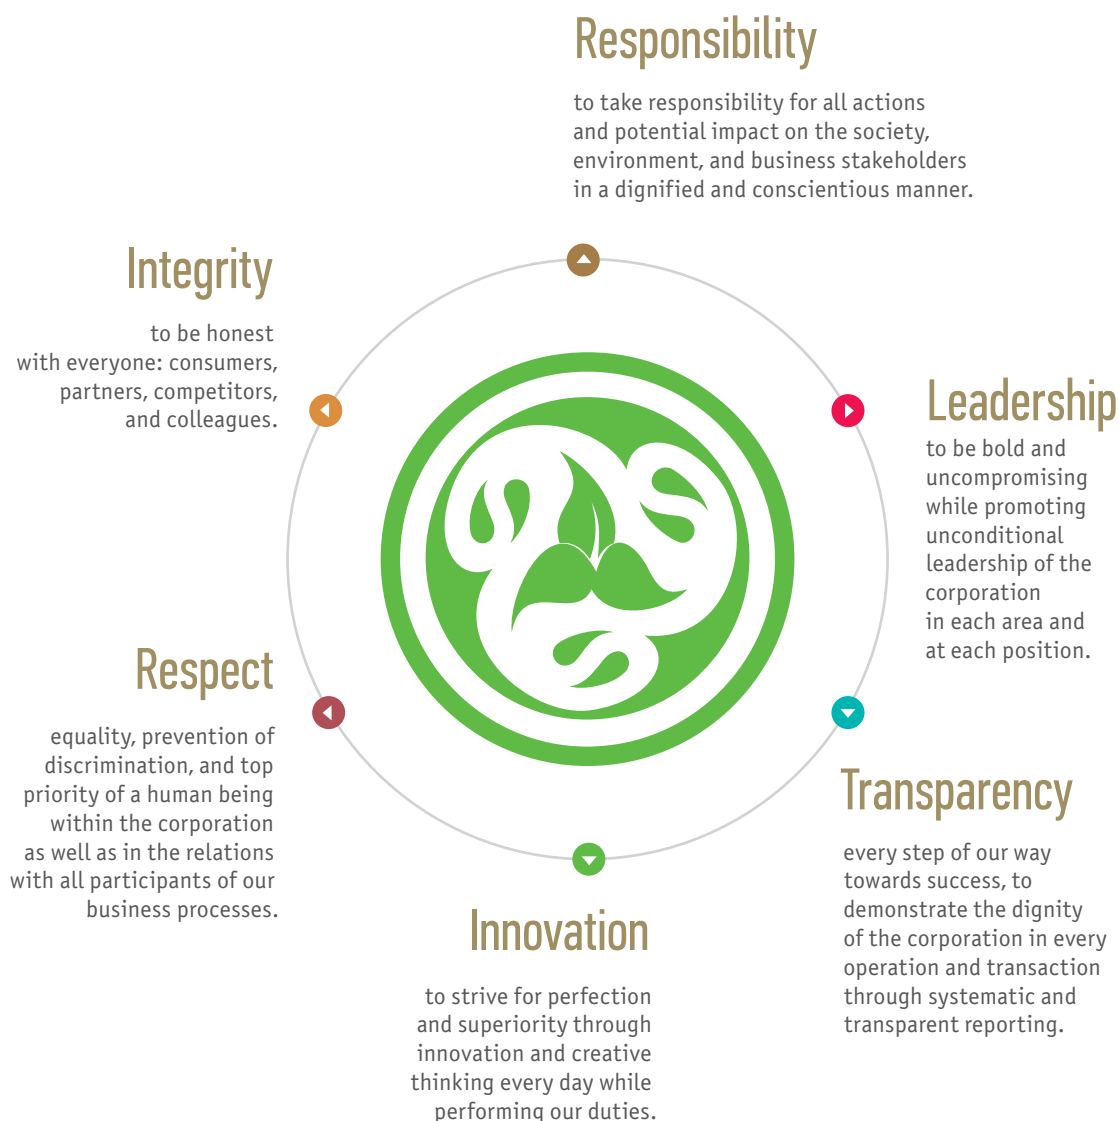 Responsibility
to take responsibility for all actions
and potential impact on the society,
environment, and business stakeholders
in a dignified and conscientious manner.
Integrity
to be honest
with everyone: consumers,
partners, competitors,
and colleagues.
Leadership
to be bold and
uncompromising
while promoting
unconditional
leadership of the
corporation
in each area and
at each position.
Respect
equality, prevention of
discrimination, and top
priority of a human being
within the corporation
as well as in the relations
with all participants of our
business processes.
Transparency
every step of our way
towards success, to
demonstrate the dignity
of the corporation in every
operation and transaction
through systematic and
transparent reporting.
Innovation
to strive for perfection
and superiority through
innovation and creative
thinking every day while
performing our duties.